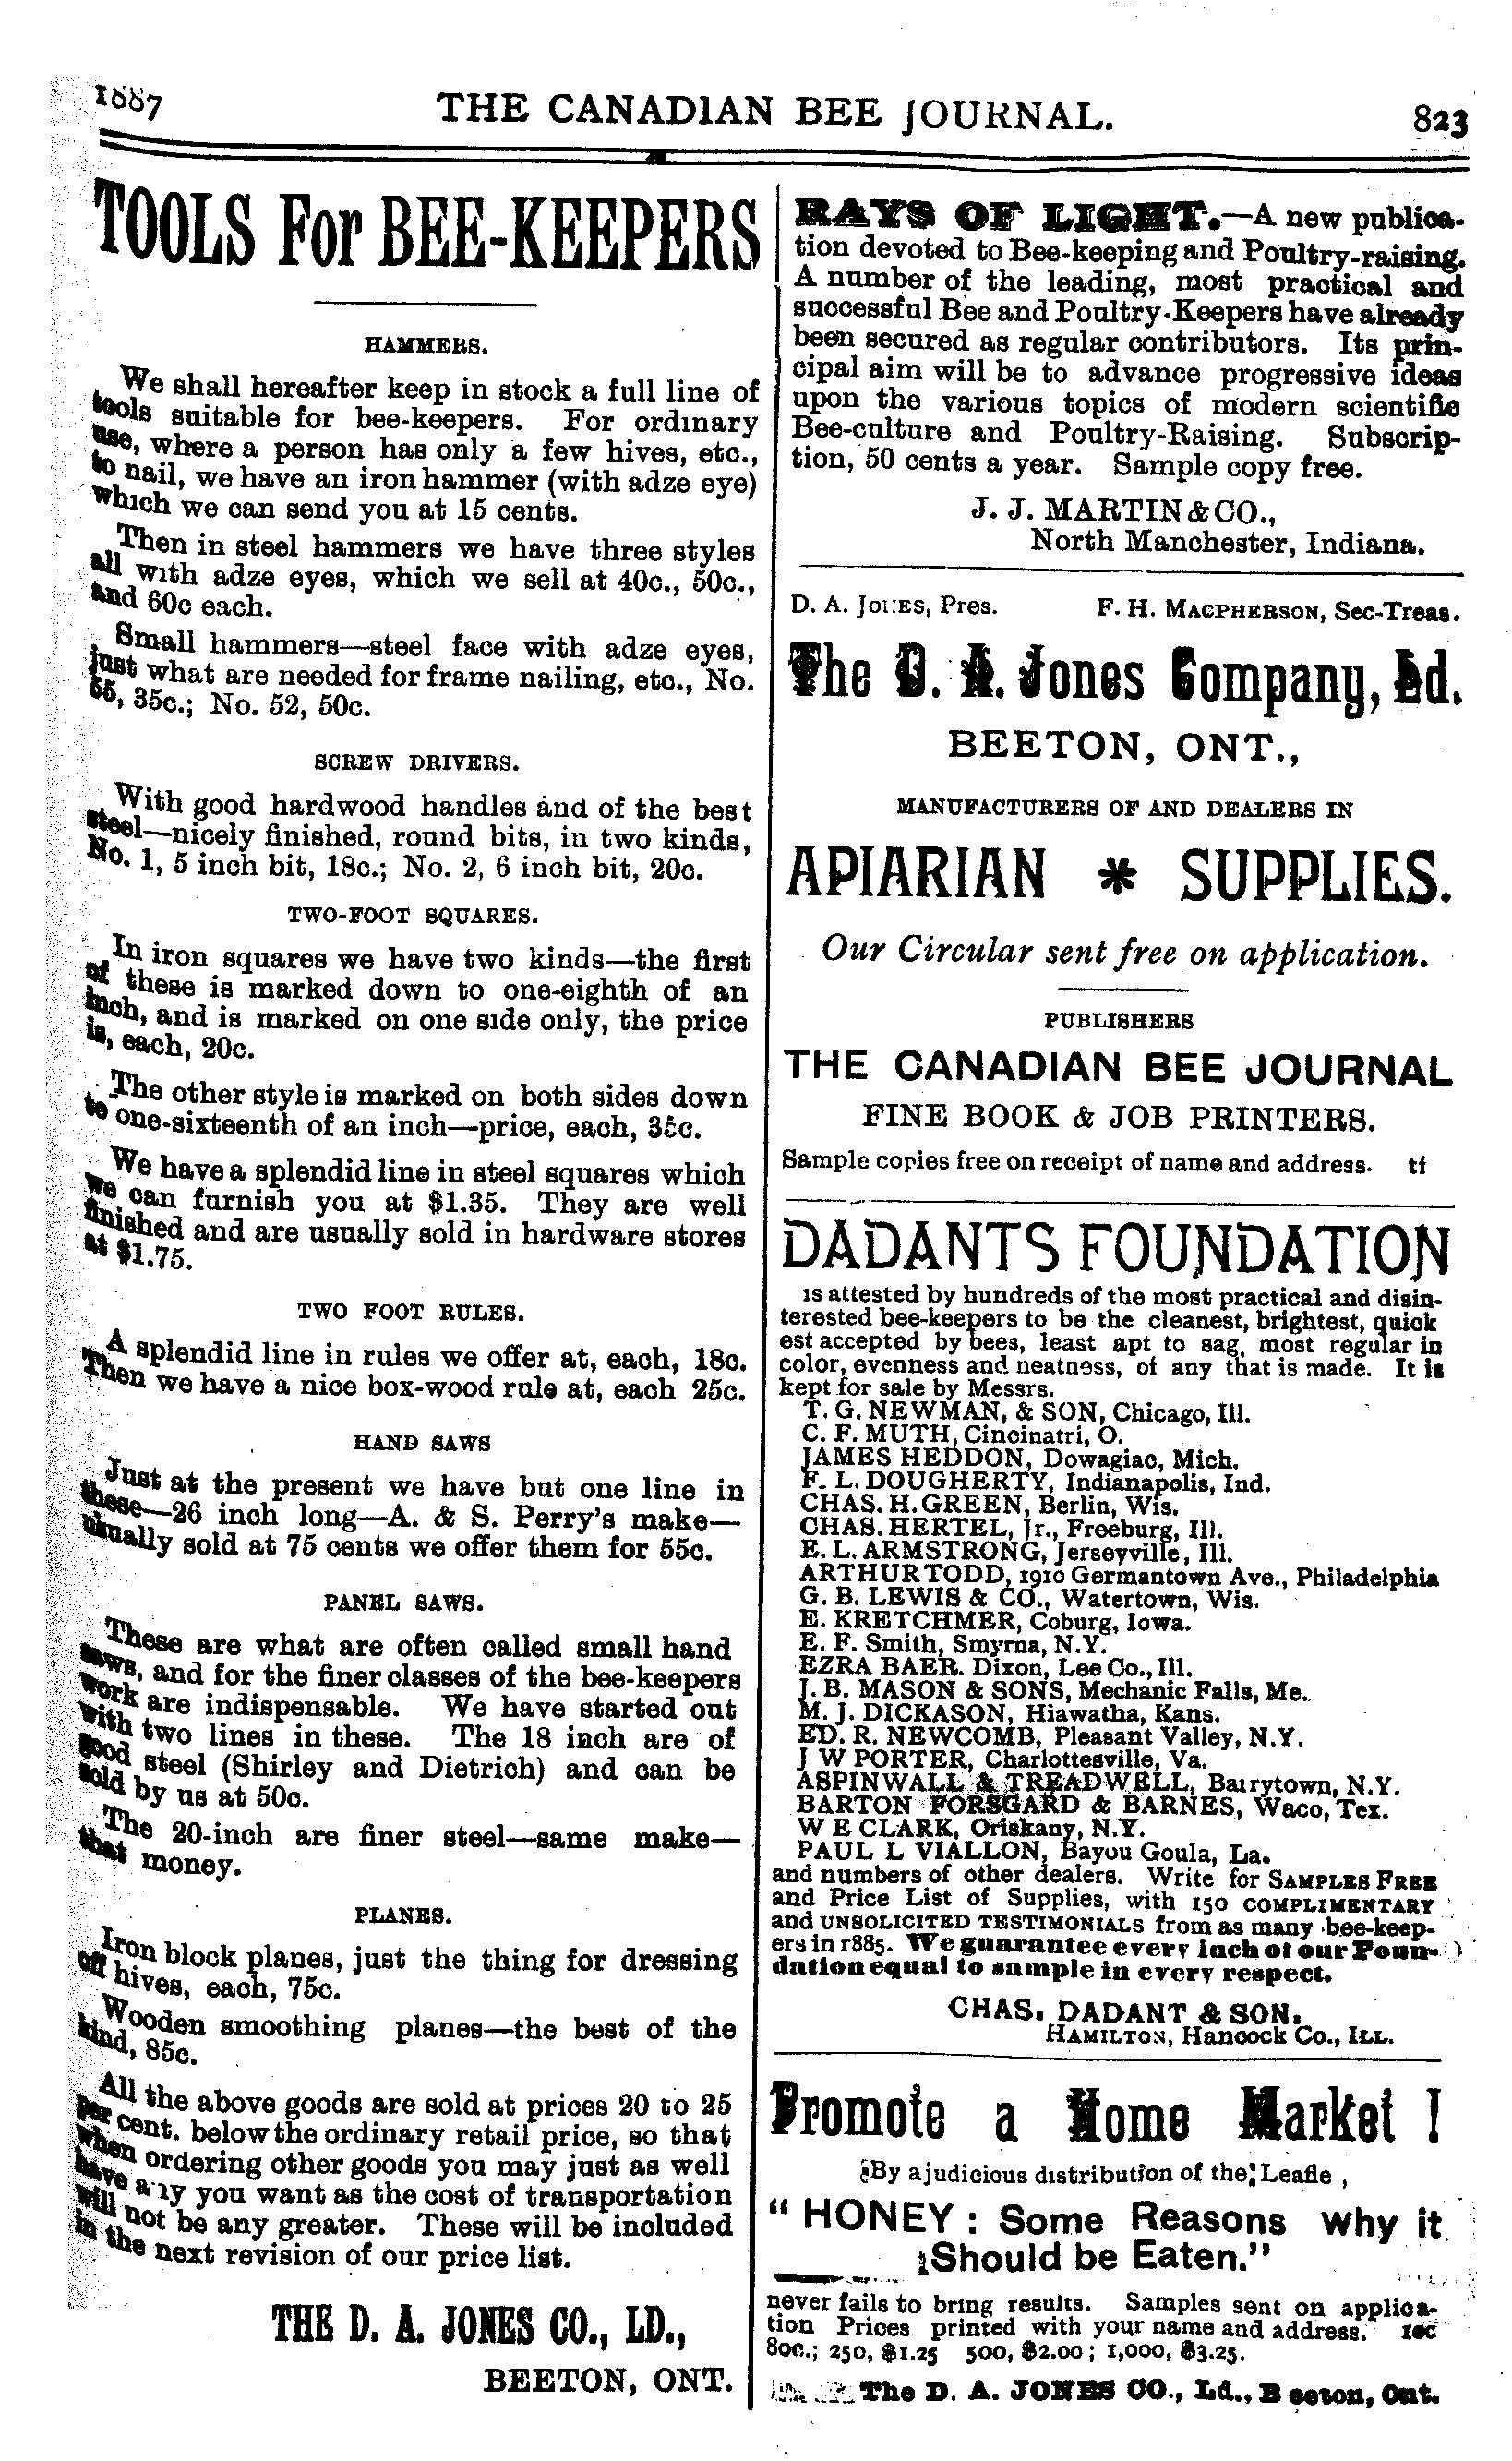 1887 THE CANADIAN BEE JOURNAL. 823
TOOLS For BEE-KEEPERS
HAMMERS.
We shall hereafter keep in stock a full line of
tools suitable for bee-keepers. For ordinary
use, where a person has only a few hives, etc.,
to nail, we have an iron hammer (with adze eye)
which we can send you at 15 cents.
Then in steel hammers we have three styles
all with adze eyes, which we sell at 40c., 50c.,
and 60c each.
Small hammers—steel face with adze eyes,
just what are needed for frame nailing, etc., No.
55, 35c.; No. 52, 50c.
SCREW DRIVERS.
With good hardwood handles and of the best
steel—nicely finished, round bits, in two kinds,
No. 1, 5 inch bit, 18c.; No. 2, 6 inch bit, 20c.
TWO-FOOT SQUARES.
In iron squares we have two kinds—the first
of these is marked down to one-eighth of an
inch, and is marked on one side only, the price
is, each, 20c.
The other style is marked on both sides down
to one-sixteenth of an inch—price, each, 35c.
We have a splendid line in steel squares which
we can furnish you at $1.35. They are well
finished and are usually sold in hardware stores
at $1.75.
TWO FOOT RULES.
A splendid line in rules we offer at, each, 18c.
Then we have a nice box-wood rule at, each 25c.
HAND SAWS
Just at the present we have but one line in
these—26 inch long—A. & S. Perry's make—
usually sold at 75 cents we offer them for 55c.
PANEL SAWS.
These are what are often called small hand
saws, and for the finer classes of the bee-keepers
work are indispensable. We have started out
with two lines in these. The 18 inch are of
good steel (Shirley and Dietrich) and can be
sold by us at 50c.
The 20-inch are finer steel—same make—
that money.
PLANES.
Iron block planes, just the thing for dressing
off hives, each, 75c.
Wooden smoothing planes—the best of the
kind, 85c.
All the above goods are sold at prices 20 to 25
per cent. below the ordinary retail price, so that
when ordering other goods you may just as well
have any you want as the cost of transportation
will not be any greater. These will be included
in the next revision of our price list.
THE D. A. JONES CO., LD.,
BEETON, ONT.
RAYS OF LIGHT.—A new publica-
tion devoted to Bee-keeping and Poultry-raising.
A number of the leading, most practical and
successful Bee and Poultry-Keepers have already
been secured as regular contributors. Its prin-
cipal aim will be to advance progressive ideas
upon the various topics of modern scientific
Bee-culture and Poultry-Raising. Subscrip-
tion, 50 cents a year. Sample copy free.
J. J. MARTIN & CO.,
North Manchester, Indiana.
D. A. JONES, Pres. F. H. MACPHERSON, Sec-Treas.
The D. A. Jones Company, Ld.
BEETON, ONT.,
MANUFACTURERS OF AND DEALERS IN
APIARIAN * SUPPLIES.
Our Circular sent free on application.
PUBLISHERS
THE CANADIAN BEE JOURNAL
FINE BOOK & JOB PRINTERS.
Sample copies free on receipt of name and address. tf
DADANTS FOUNDATION
is attested by hundreds of the most practical and disin-
terested bee-keepers to be the cleanest, brightest, quick
est accepted by bees, least apt to sag, most regular in
color, evenness and neatness, of any that is made. It is
kept for sale by Messrs.
T. G. NEWMAN, & SON, Chicago, Ill.
C. F. MUTH, Cincinatri, O.
JAMES HEDDON, Dowagiac, Mich.
F. L. DOUGHERTY, Indianapolis, Ind.
CHAS. H. GREEN, Berlin, Wis.
CHAS. HERTEL, Jr., Freeburg, Ill.
E. L. ARMSTRONG, Jerseyville, Ill.
ARTHUR TODD, 1910 Germantown Ave., Philadelphia
G. B. LEWIS & CO., Watertown, Wis.
E. KRETCHMER, Coburg, Iowa.
E. F. Smith, Smyrna, N.Y.
EZRA BAER. Dixon, Lee Co., Ill.
J. B. MASON & SONS, Mechanic Falls, Me.
M. J. DICKASON, Hiawatha, Kans.
ED. R. NEWCOMB, Pleasant Valley, N.Y.
J W PORTER, Charlottesville, Va.
ASPINWALL & TREADWELL, Barrytown, N.Y.
BARTON FORSGARD & BARNES, Waco, Tex.
W E CLARK, Oriskany, N.Y.
PAUL L VIALLON, Bayou Goula, La.
and numbers of other dealers. Write for SAMPLES FREE
and Price List of Supplies, with 150 COMPLIMENTARY
and UNSOLICITED TESTIMONIALS from as many bee-keep-
ers in 1885. We guarantee every inch of our Foun-
dation equal to sample in every respect.
CHAS. DADANT & SON.
HAMILTON, Hancock Co., ILL.
Promote a Home Market !
By a judicious distribution of the Leafle ,
"HONEY: Some Reasons why it
Should be Eaten."
never fails to bring results. Samples sent on applica-
tion Prices printed with your name and address.
80c.; 250, $1.25 500, $2.00; 1,000, $3.25.
The D. A. JONES CO., Ld., Beeton, Ont.